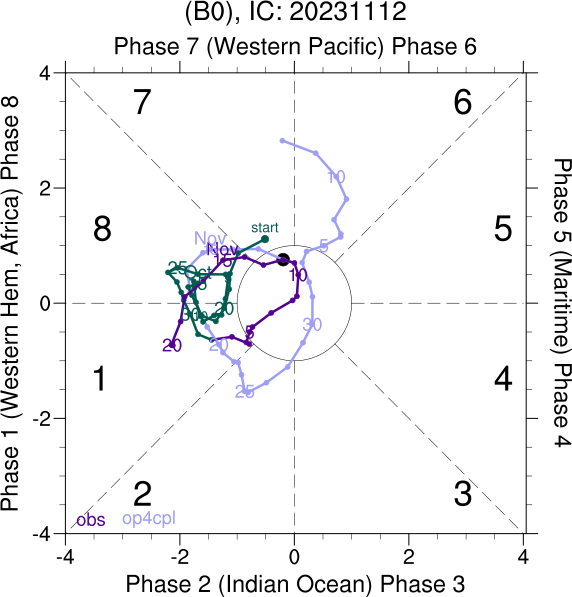 (B0), IC: 20231112
Phase 7 (Western Pacific) Phase 6
Phase 1 (Western Hem, Africa) Phase 8
Phase 5 (Maritime) Phase 4
4
2
0
-2
-4
7
6
8
5
1
4
2
3
start
10
Nov
5
Nov
15
25
Oct
5
10
20
30
30
20
20
5
25
obs
op4cpl
-4
-2
0
2
4
Phase 2 (Indian Ocean) Phase 3